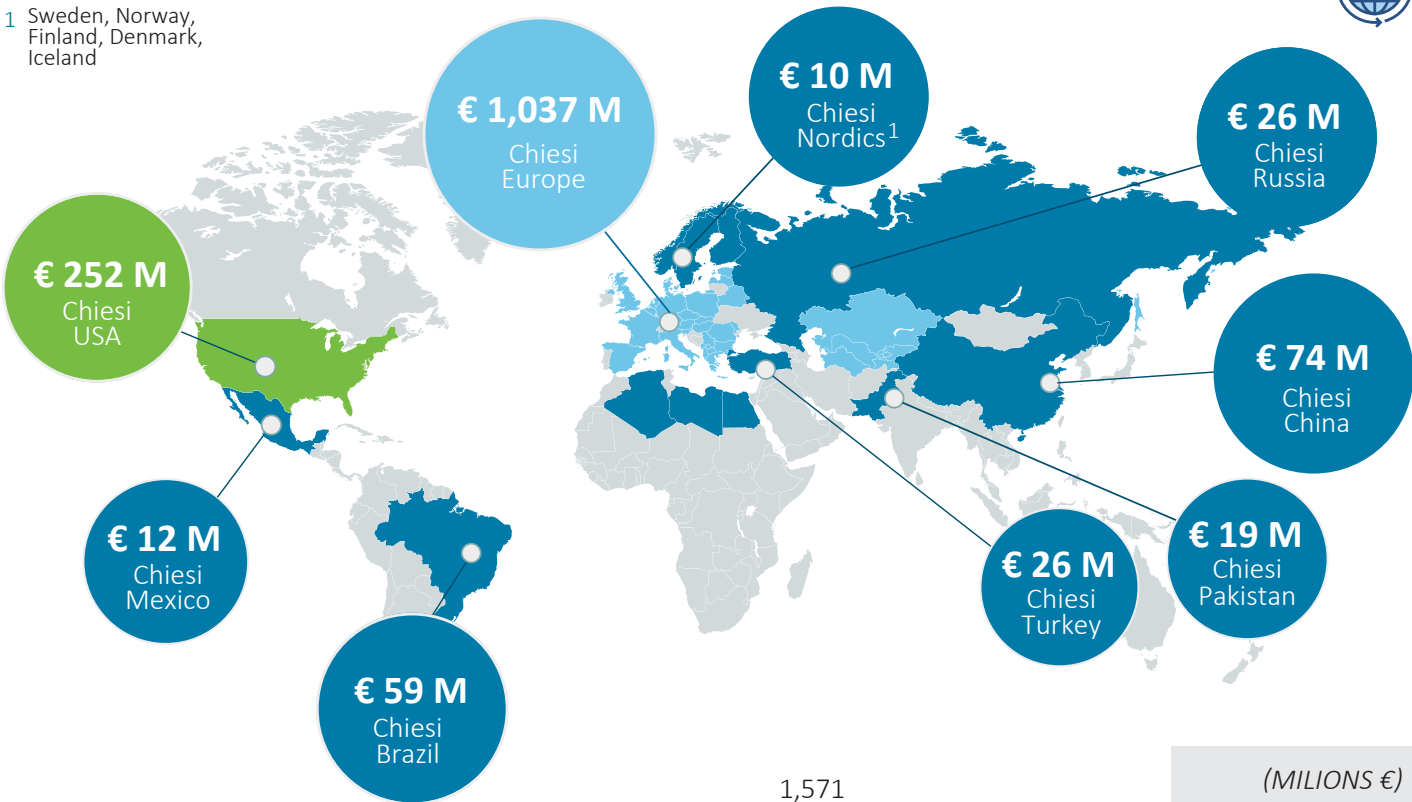 1 Sweden, Norway,
Finland, Denmark,
Iceland
€ 1,037 M
Chiesi
Europe
€ 10 M
Chiesi
Nordics1
€ 26 M
Chiesi
Russia
€ 252 M
Chiesi
USA
€ 74 M
Chiesi
China
€ 12 M
Chiesi
Mexico
€ 26 M
Chiesi
Turkey
€ 19 M
Chiesi
Pakistan
€ 59 M
Chiesi
Brazil
1,571
(MILIONS €)